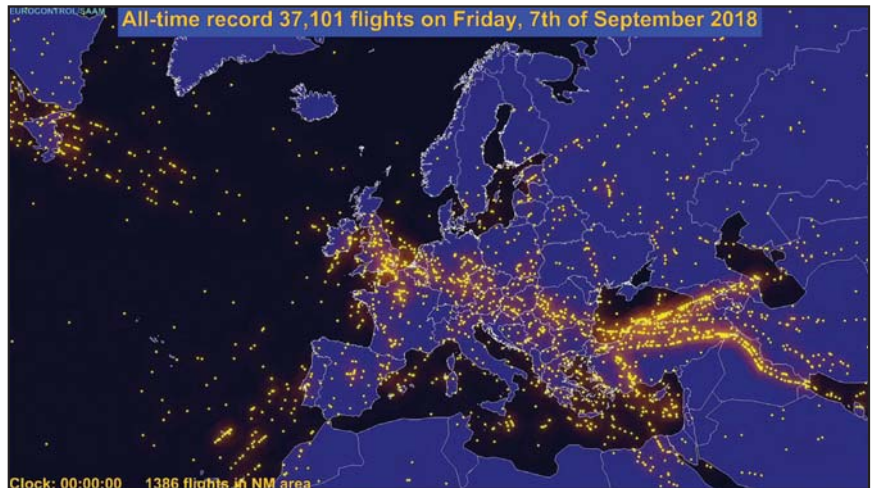 EUROCONTROL/SAAM
All-time record 37,101 flights on Friday, 7th of September 2018
Clock: 00:00:00 1386 flights in NM area